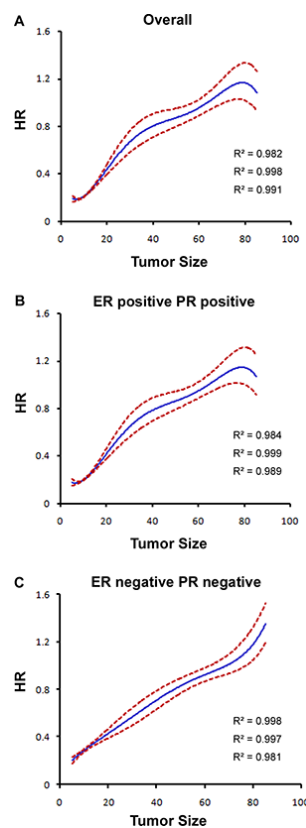 A
Overall
HR
1.6
1.2
0.8
0.4
0
R² = 0.982
R² = 0.998
R² = 0.991
0 20 40 60 80 100
Tumor Size
B
ER positive PR positive
HR
1.6
1.2
0.8
0.4
0
R² = 0.984
R² = 0.999
R² = 0.989
0 20 40 60 80 100
Tumor Size
C
ER negative PR negative
HR
1.6
1.2
0.8
0.4
0
R² = 0.998
R² = 0.997
R² = 0.981
0 20 40 60 80 100
Tumor Size